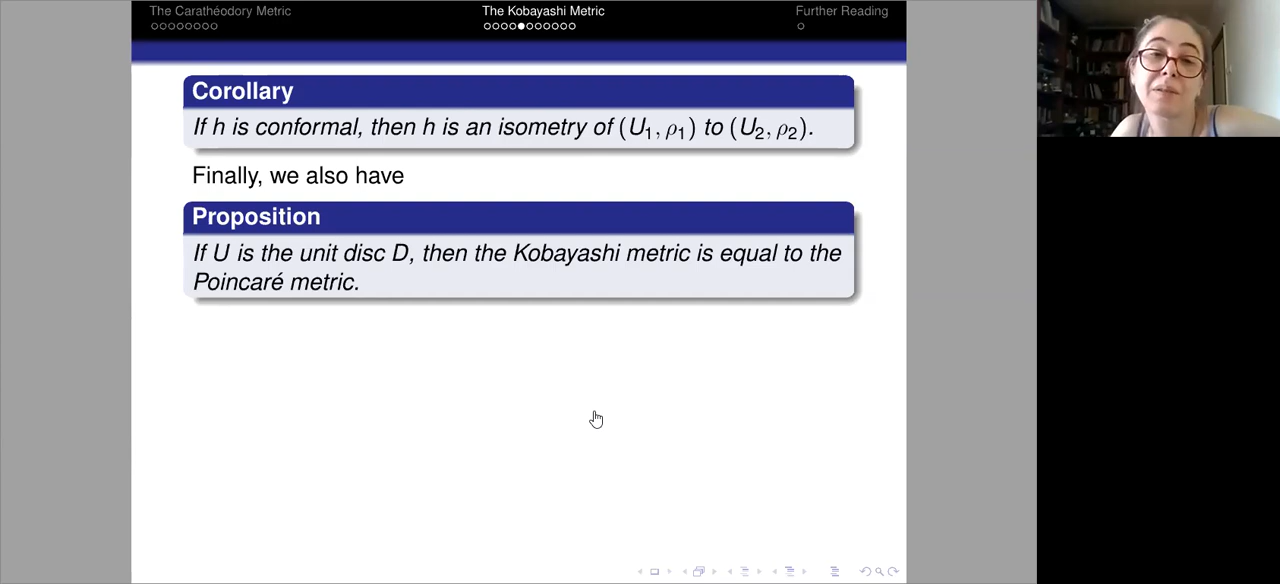 The Carathéodory Metric
The Kobayashi Metric
Further Reading
Corollary
If h is conformal, then h is an isometry of (U₁, ρ₁) to (U₂, ρ₂).
Finally, we also have
Proposition
If U is the unit disc D, then the Kobayashi metric is equal to the
Poincaré metric.